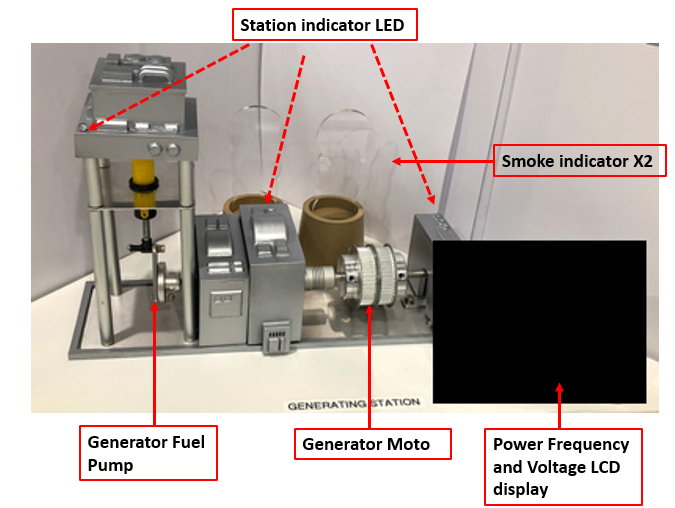 Station indicator LED
Smoke indicator X2
GENERATING STATION
Generator Fuel
Pump
Generator Moto
Power Frequency
and Voltage LCD
display